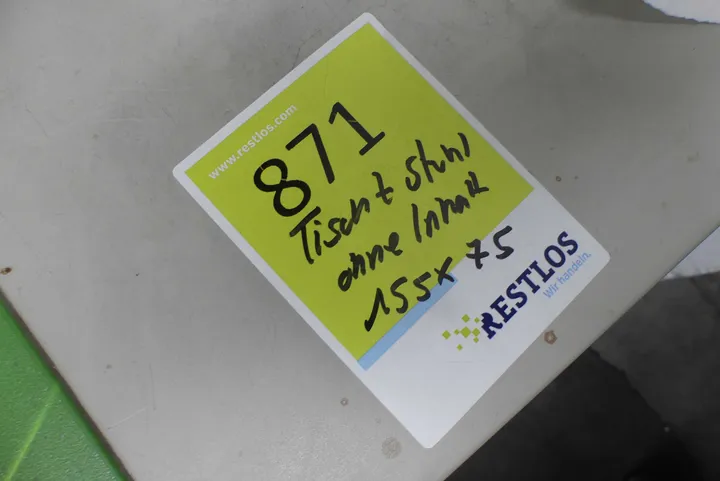 www.restlos.com
871
Tisch + Stuhl
ohne Inhalt
155x75
RESTLOS
Wir handeln.